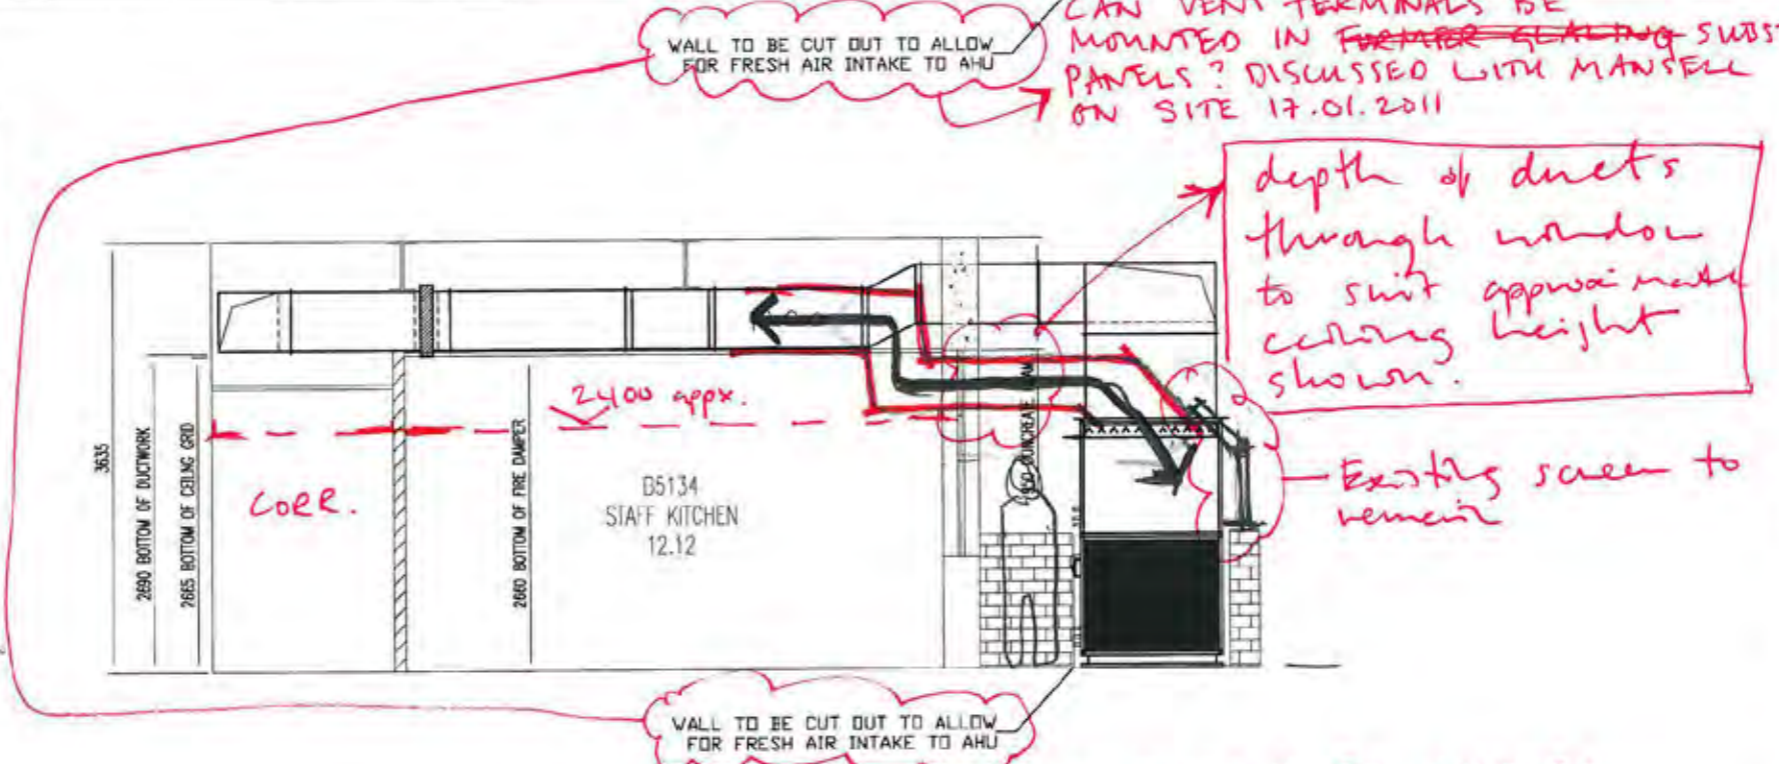 CAN VENT TERMINALS BE
MOUNTED IN FORMER GLAZING SUBST
PANELS? DISCUSSED WITH MANSELL
ON SITE 17.01.2011
WALL TO BE CUT OUT TO ALLOW
FOR FRESH AIR INTAKE TO AHU
depth of ducts
through window
to suit approximate
ceiling height
shown.
2400 appx.
3635
2690 BOTTOM OF DUCTWORK
2665 BOTTOM OF CEILING GRID
CORR.
2660 BOTTOM OF FIRE DAMPER
B5134
STAFF KITCHEN
12.12
CONCRETE
Existing screen to
remain
WALL TO BE CUT OUT TO ALLOW
FOR FRESH AIR INTAKE TO AHU